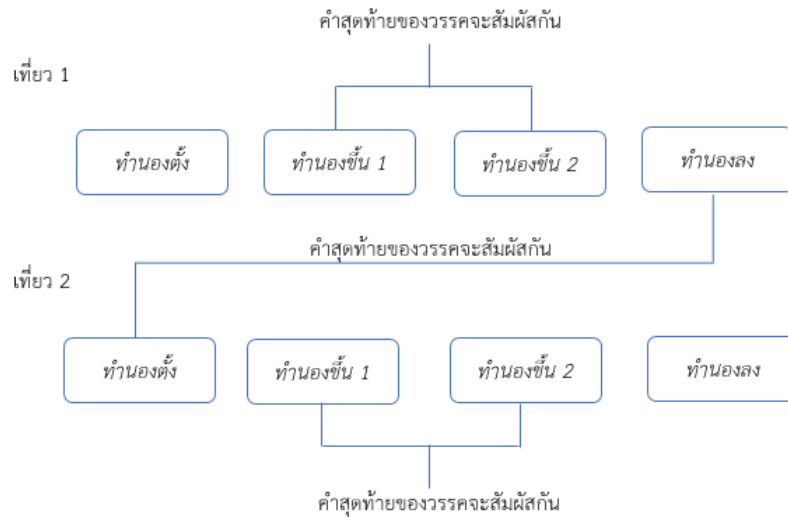 คำสุดท้ายของวรรคจะสัมผัสกัน
เที่ยว 1
ทำนองตั้ง ทำนองขึ้น 1 ทำนองขึ้น 2 ทำนองลง
คำสุดท้ายของวรรคจะสัมผัสกัน
เที่ยว 2
ทำนองตั้ง ทำนองขึ้น 1 ทำนองขึ้น 2 ทำนองลง
คำสุดท้ายของวรรคจะสัมผัสกัน